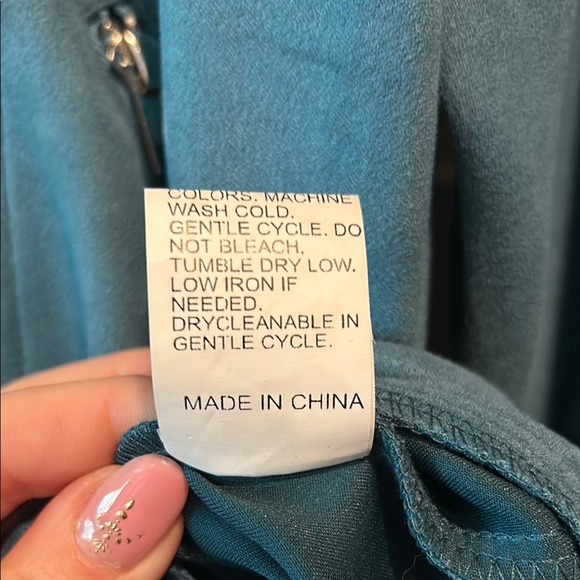 COLORS. MACHINE
WASH COLD.
GENTLE CYCLE. DO
NOT BLEACH.
TUMBLE DRY LOW.
LOW IRON IF
NEEDED.
DRYCLEANABLE IN
GENTLE CYCLE.
MADE IN CHINA